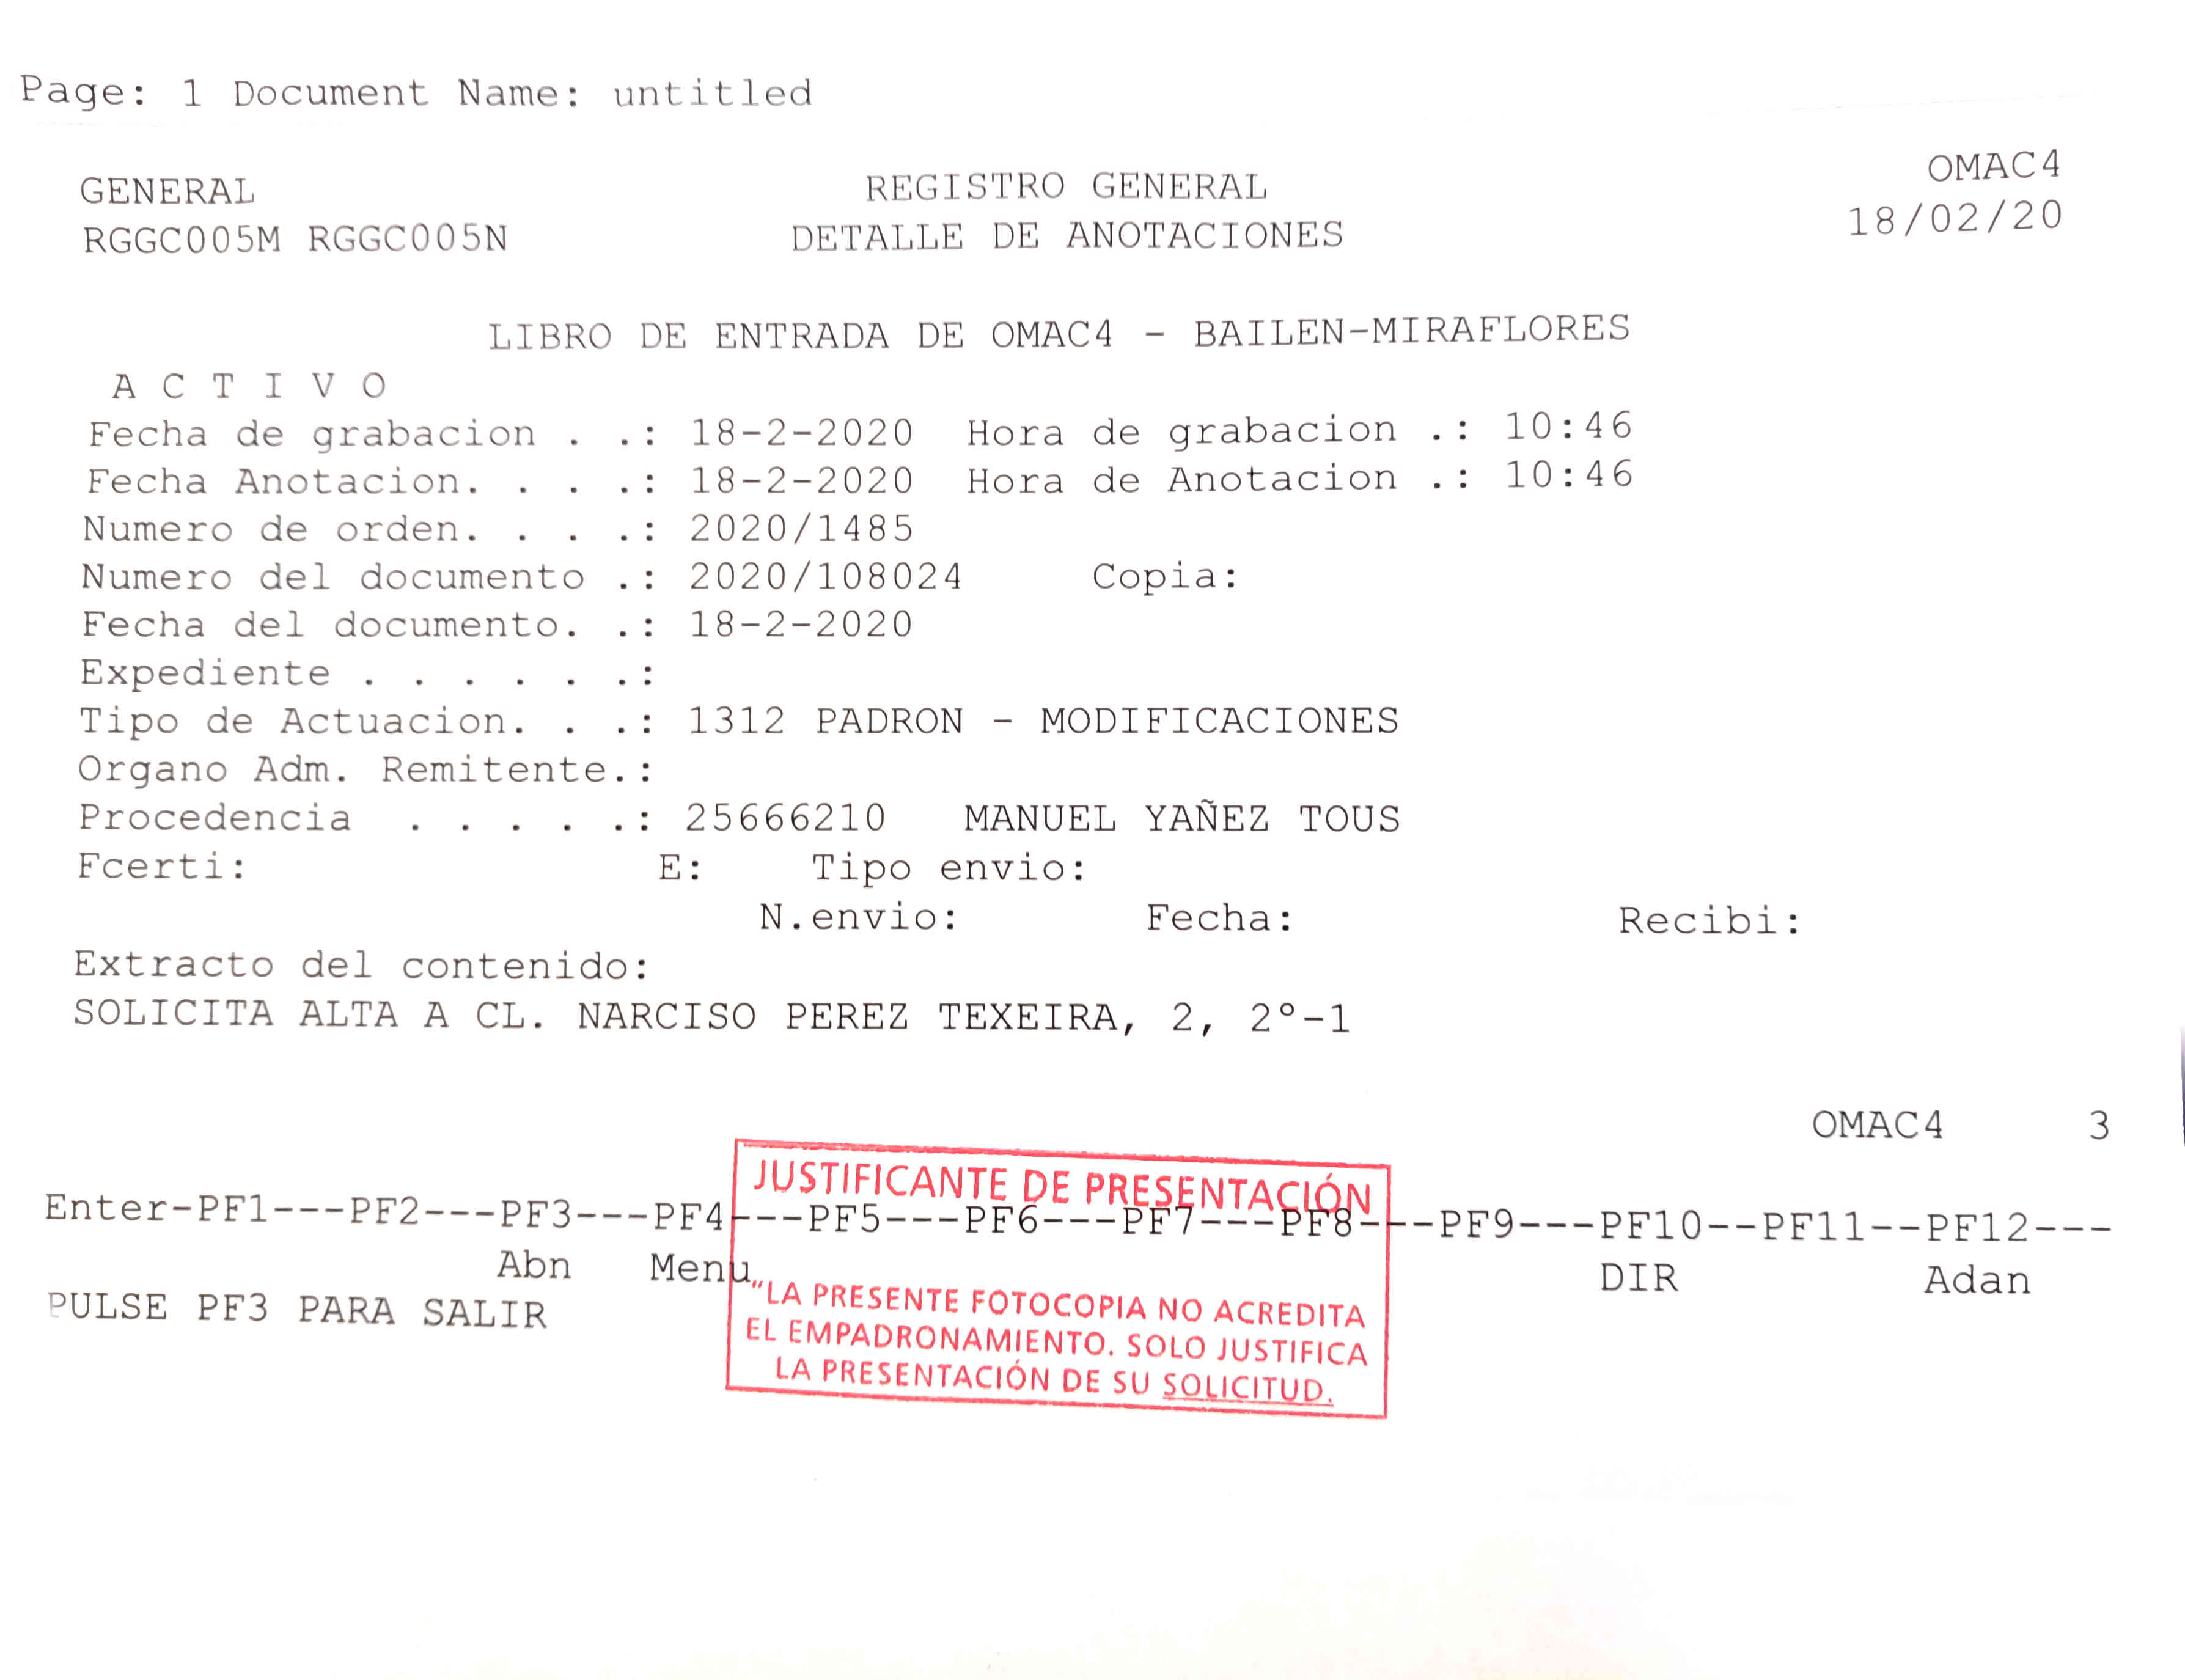 Page: 1 Document Name: untitled
OMAC4
GENERAL REGISTRO GENERAL 18/02/20
RGGC005M RGGC005N DETALLE DE ANOTACIONES
LIBRO DE ENTRADA DE OMAC4 - BAILEN-MIRAFLORES
A C T I V O
Fecha de grabacion . .: 18-2-2020 Hora de grabacion .: 10:46
Fecha Anotacion. . . .: 18-2-2020 Hora de Anotacion .: 10:46
Numero de orden. . . .: 2020/1485
Numero del documento .: 2020/108024 Copia:
Fecha del documento. .: 18-2-2020
Expediente . . . . . .:
Tipo de Actuacion. . .: 1312 PADRON - MODIFICACIONES
Organo Adm. Remitente.:
Procedencia . . . . .: 25666210 MANUEL YAÑEZ TOUS
Fcerti: E: Tipo envio:
N.envio: Fecha: Recibi:
Extracto del contenido:
SOLICITA ALTA A CL. NARCISO PEREZ TEXEIRA, 2, 2º-1
OMAC4 3
JUSTIFICANTE DE PRESENTACIÓN
Enter-PF1---PF2---PF3---PF4---PF5---PF6---PF7---PF8---PF9---PF10--PF11--PF12---
Abn Menu DIR Adan
PULSE PF3 PARA SALIR
"LA PRESENTE FOTOCOPIA NO ACREDITA
EL EMPADRONAMIENTO. SOLO JUSTIFICA
LA PRESENTACIÓN DE SU SOLICITUD.